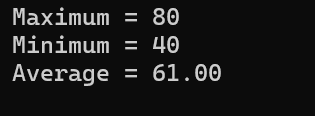 Maximum = 80
Minimum = 40
Average = 61.00